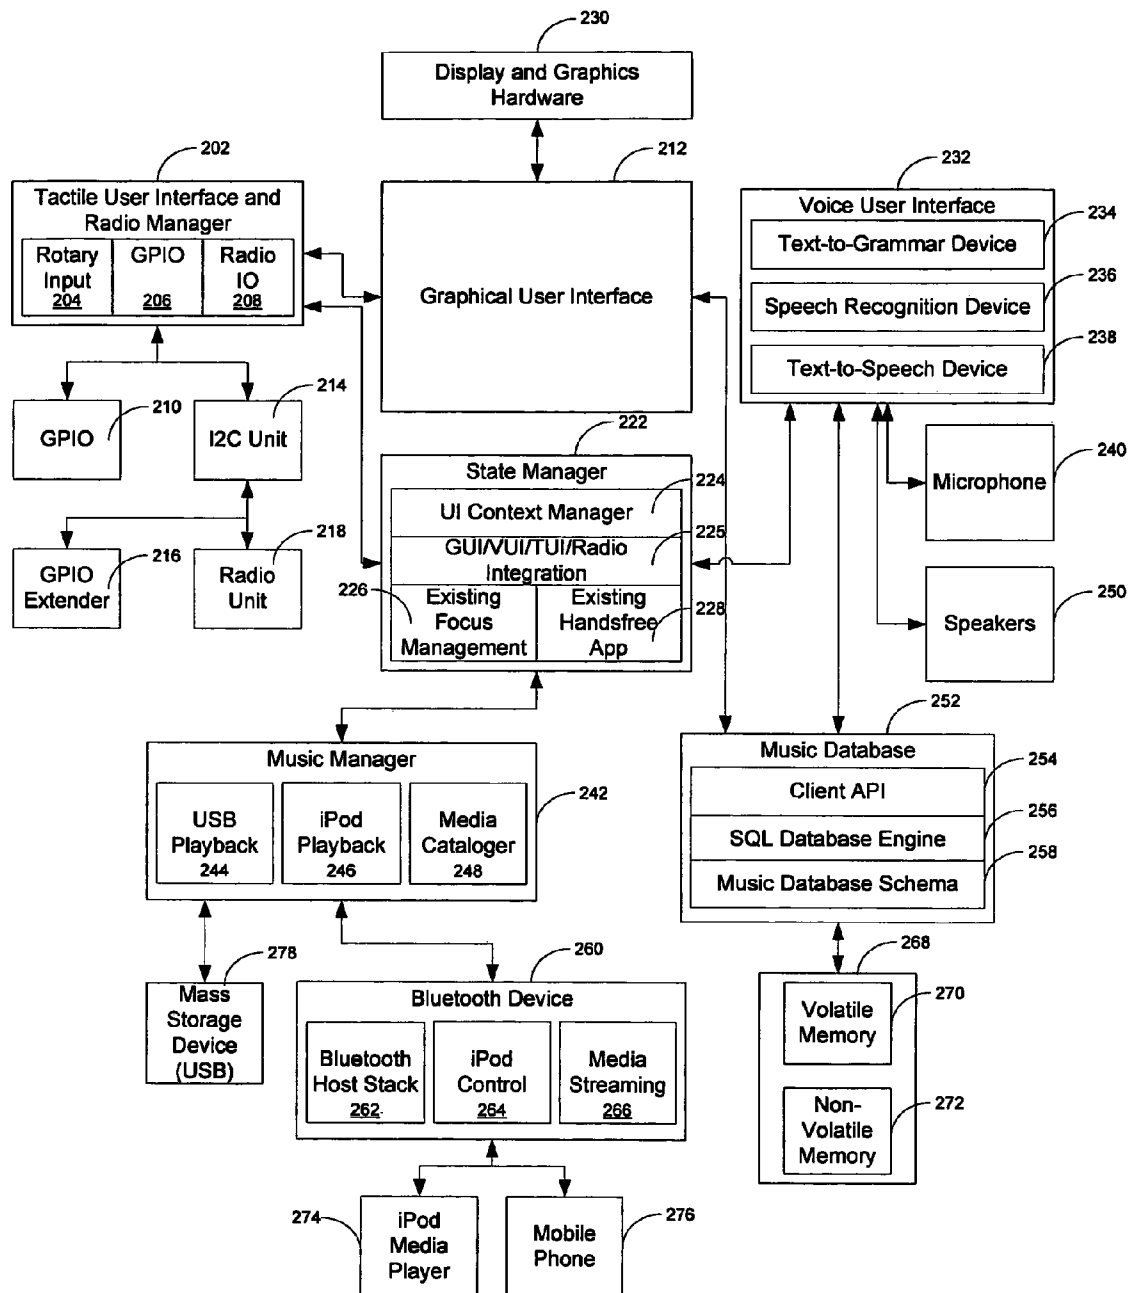 230
Display and Graphics
Hardware
202
212
232
Tactile User Interface and
Radio Manager
Rotary
Input
204
GPIO
206
Radio
IO
208
Graphical User Interface
Voice User Interface
234
Text-to-Grammar Device
236
Speech Recognition Device
238
Text-to-Speech Device
210
GPIO
214
I2C Unit
222
State Manager
224
UI Context Manager
225
GUI/VUI/TUI/Radio
Integration
226
Existing
Focus
Management
Existing
Handsfree
App
228
240
Microphone
216
GPIO
Extender
218
Radio
Unit
250
Speakers
252
Music Manager
242
USB
Playback
244
iPod
Playback
246
Media
Cataloger
248
Music Database
254
Client API
256
SQL Database Engine
258
Music Database Schema
278
Mass
Storage
Device
(USB)
260
Bluetooth Device
Bluetooth
Host Stack
262
iPod
Control
264
Media
Streaming
266
268
Volatile
Memory
270
Non-
Volatile
Memory
272
274
iPod
Media
Player
Mobile
Phone
276